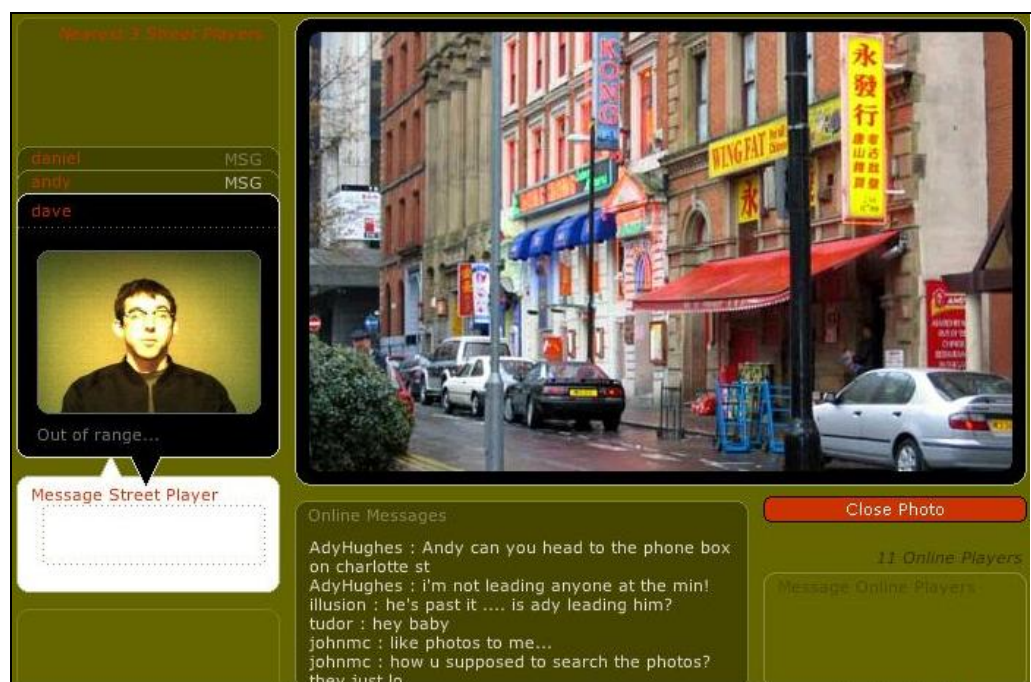 Nearest 3 Street Players
daniel MSG
andy MSG
dave
Out of range...
Message Street Player
KONG
永發行
WING FAT
永
Close Photo
11 Online Players
Message Online Players
Online Messages
AdyHughes : Andy can you head to the phone box
on charlotte st
AdyHughes : i'm not leading anyone at the min!
illusion : he's past it .... is ady leading him?
tudor : hey baby
johnmc : like photos to me...
johnmc : how u supposed to search the photos?
they just lo